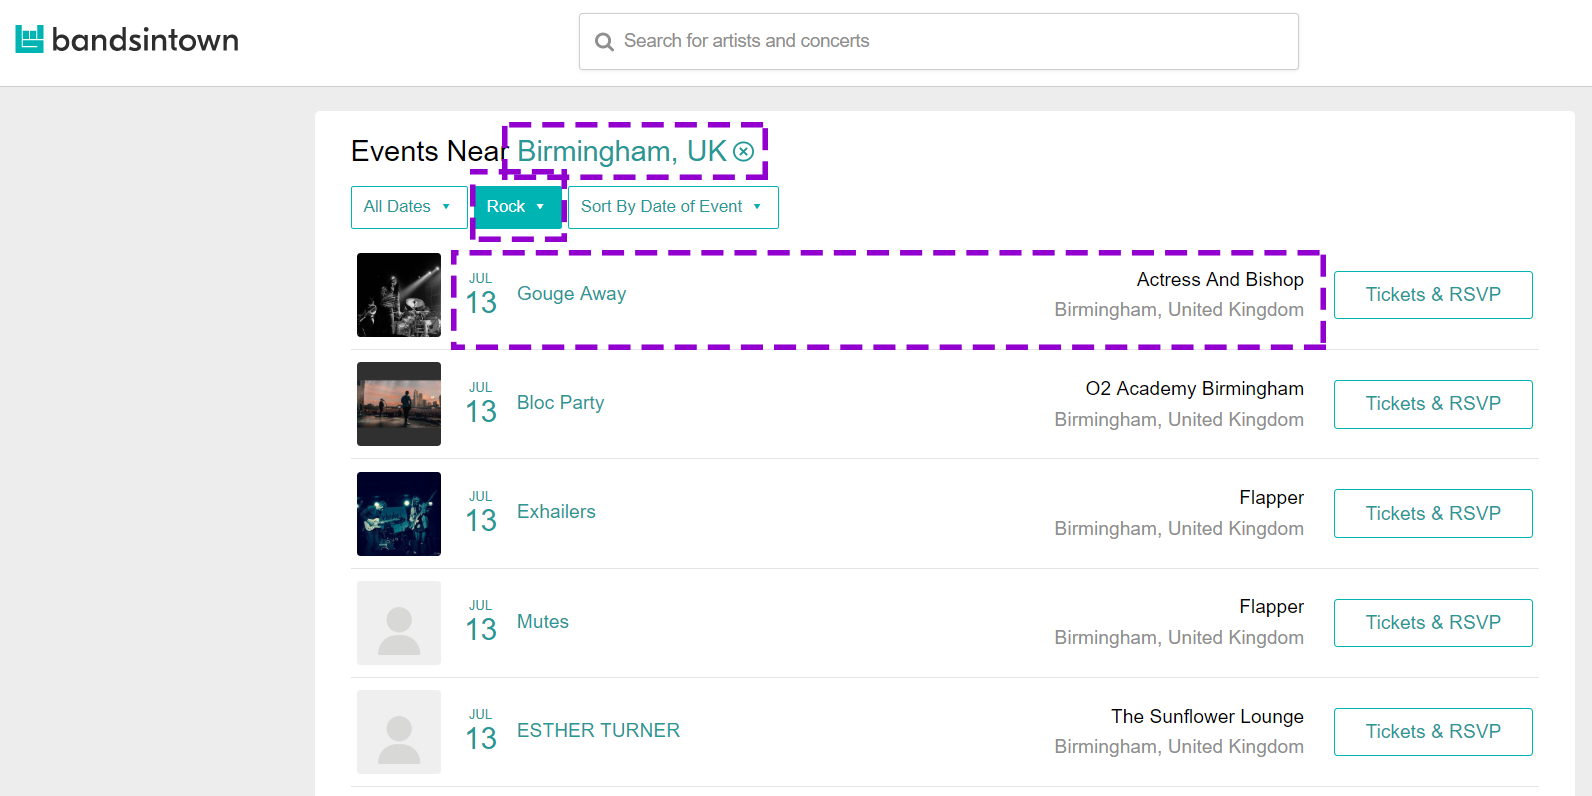 bandsintown
Search for artists and concerts
Events Near Birmingham, UK
All Dates
Rock
Sort By Date of Event
JUL
13
Gouge Away
Actress And Bishop
Birmingham, United Kingdom
Tickets & RSVP
JUL
13
Bloc Party
O2 Academy Birmingham
Birmingham, United Kingdom
Tickets & RSVP
JUL
13
Exhailers
Flapper
Birmingham, United Kingdom
Tickets & RSVP
JUL
13
Mutes
Flapper
Birmingham, United Kingdom
Tickets & RSVP
JUL
13
ESTHER TURNER
The Sunflower Lounge
Birmingham, United Kingdom
Tickets & RSVP